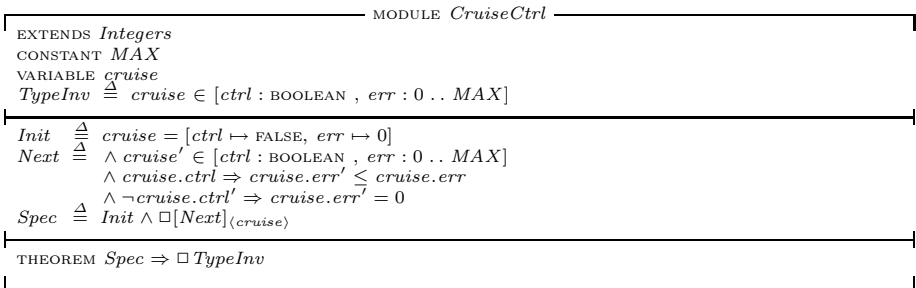 MODULE CruiseCtrl
EXTENDS Integers
CONSTANT MAX
VARIABLE cruise
TypeInv ≜ cruise ∈ [ctrl : BOOLEAN , err : 0 .. MAX]
Init ≜ cruise = [ctrl ↦ FALSE, err ↦ 0]
Next ≜ ∧ cruise′ ∈ [ctrl : BOOLEAN , err : 0 .. MAX]
∧ cruise.ctrl ⇒ cruise.err′ ≤ cruise.err
∧ ¬cruise.ctrl′ ⇒ cruise.err′ = 0
Spec ≜ Init ∧ □[Next]⟨cruise⟩
THEOREM Spec ⇒ □ TypeInv